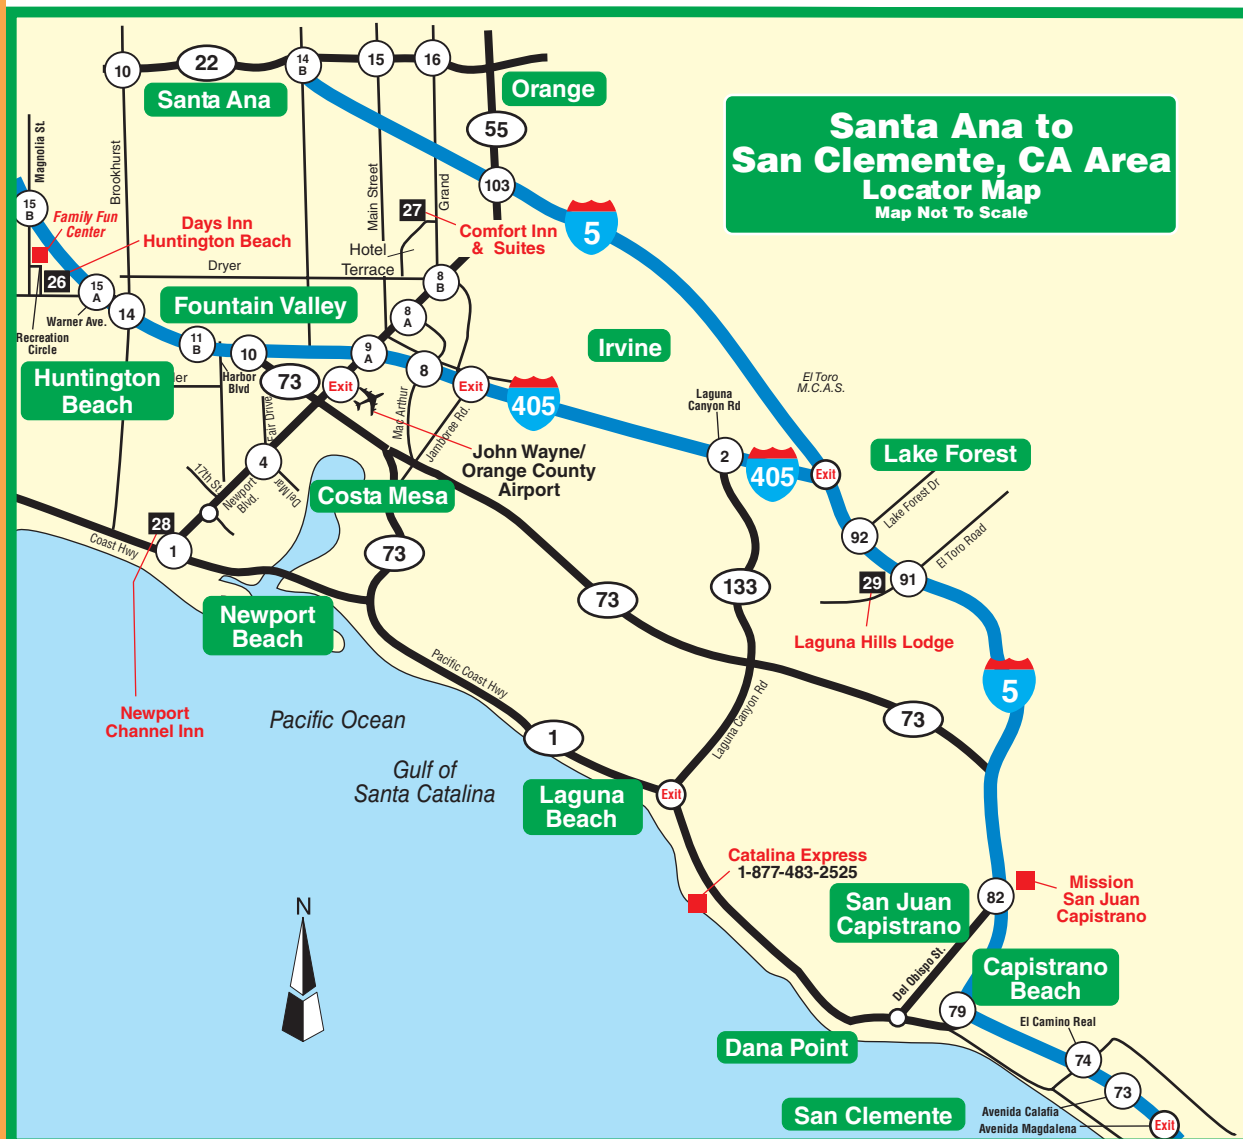 Santa Ana to
San Clemente, CA Area
Locator Map
Map Not To Scale
10
22
14
B
15
16
Santa Ana
Orange
55
103
5
Magnolia St.
Brookhurst
Main Street
Grand
15
B
Family Fun
Center
Days Inn
Huntington Beach
27
Comfort Inn
& Suites
Hotel
Terrace
Dryer
26
15
A
14
Warner Ave.
Recreation
Circle
Fountain Valley
8
B
8
A
11
B
10
9
A
8
Exit
Exit
73
Harbor
Blvd
Huntington
Beach
Irvine
405
El Toro
M.C.A.S.
Laguna
Canyon Rd
2
405
Exit
Fair Drive
Mac Arthur
Jamboree Rd.
John Wayne/
Orange County
Airport
Lake Forest
4
17th St
Newport
Blvd.
Del Mar
Costa Mesa
Lake Forest Dr
92
El Toro Road
28
1
Coast Hwy
73
73
133
29
91
Laguna Hills Lodge
Newport
Beach
Pacific Coast Hwy
5
Laguna Canyon Rd
73
Newport
Channel Inn
Pacific Ocean
1
Gulf of
Santa Catalina
Laguna
Beach
Exit
Catalina Express
1-877-483-2525
82
Mission
San Juan
Capistrano
San Juan
Capistrano
N
Del Obispo St.
Capistrano
Beach
79
El Camino Real
Dana Point
74
73
San Clemente
Avenida Calafia
Avenida Magdalena
Exit